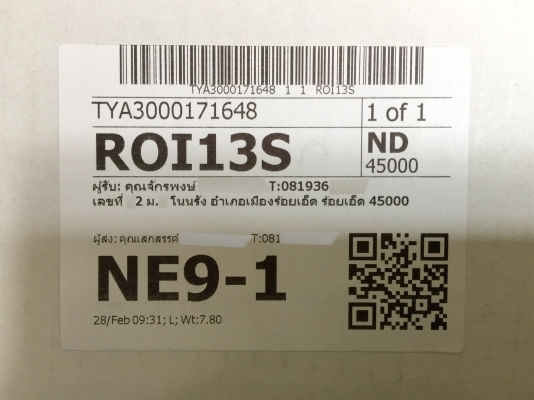 TYA3000171648 1 1 ROI13S
TYA3000171648 1 of 1
ROI13S ND
45000
ผู้รับ: คุณจักรพงษ์ T:081936
เลขที่ 2 ม. โนนรัง อำเภอเมืองร้อยเอ็ด ร้อยเอ็ด 45000
ผู้ส่ง: คุณเสกสรรค์ T:081
NE9-1
28/Feb 09:31; L; Wt:7.80